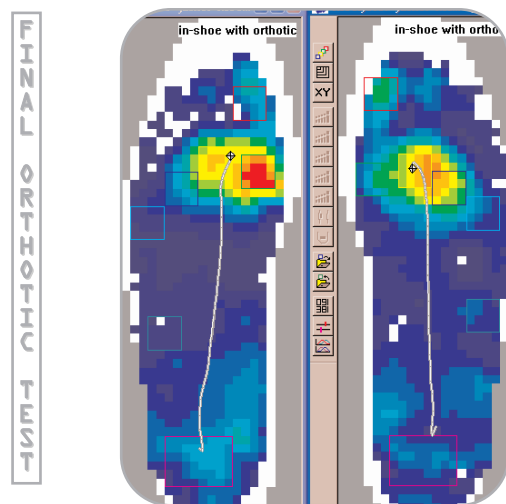 FINAL ORTHOTIC TEST
in-shoe with orthotic
in-shoe with ortho
XY